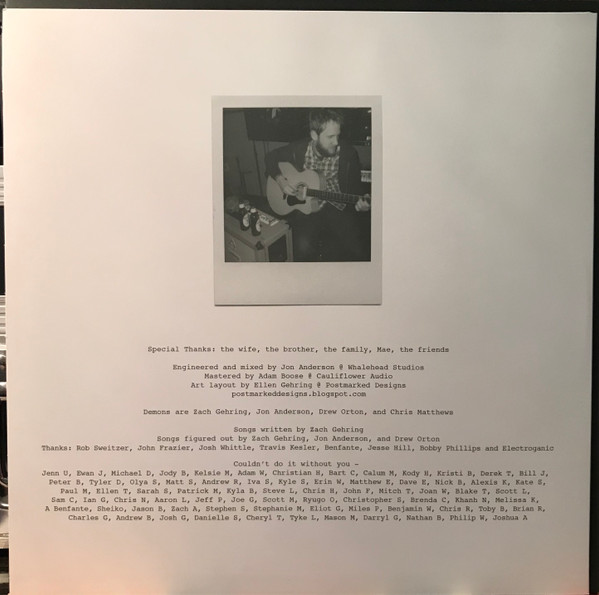 Special Thanks: the wife, the brother, the family, Mae, the friends
Engineered and mixed by Jon Anderson @ Whalehead Studios
Mastered by Adam Boose @ Cauliflower Audio
Art layout by Ellen Gehring @ Postmarked Designs
postmarkeddesigns.blogspot.com
Demons are Zach Gehring, Jon Anderson, Drew Orton, and Chris Matthews
Songs written by Zach Gehring
Songs figured out by Zach Gehring, Jon Anderson, and Drew Orton
Thanks: Rob Sweitzer, John Frazier, Josh Whittle, Travis Kesler, Benfante, Jesse Hill, Bobby Phillips and Electroganic
Couldn't do it without you -
Jenn U, Ewan J, Michael D, Jody B, Kelsie M, Adam W, Christian H, Bart C, Calum M, Kody H, Kristi B, Derek T, Bill J,
Peter B, Tyler D, Olya S, Matt S, Andrew R, Iva S, Kyle S, Erin W, Matthew E, Dave E, Nick B, Alexis K, Kate S,
Paul M, Ellen T, Sarah S, Patrick M, Kyla B, Steve L, Chris H, John F, Mitch T, Joan W, Blake T, Scott L,
Sam C, Ian G, Chris N, Aaron L, Jeff P, Joe G, Scott M, Ryugo O, Christopher S, Brenda C, Khanh N, Melissa K,
A Benfante, Sheiko, Jason B, Zach A, Stephen S, Stephanie M, Eliot G, Miles P, Benjamin W, Chris R, Toby B, Brian R,
Charles G, Andrew B, Josh G, Danielle S, Cheryl T, Tyke L, Mason M, Darryl G, Nathan B, Philip W, Joshua A